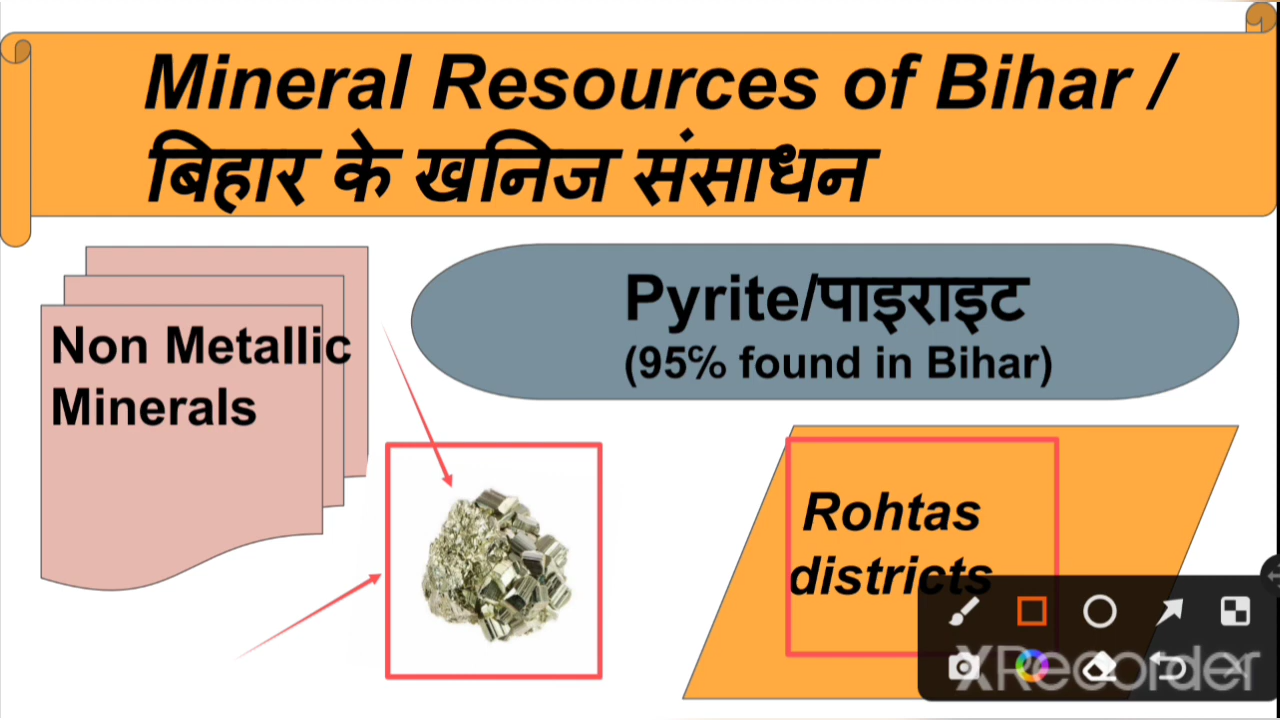 Mineral Resources of Bihar /
बिहार के खनिज संसाधन
Non Metallic
Minerals
Pyrite/पाइराइट
(95% found in Bihar)
Rohtas
districts
XRecorder